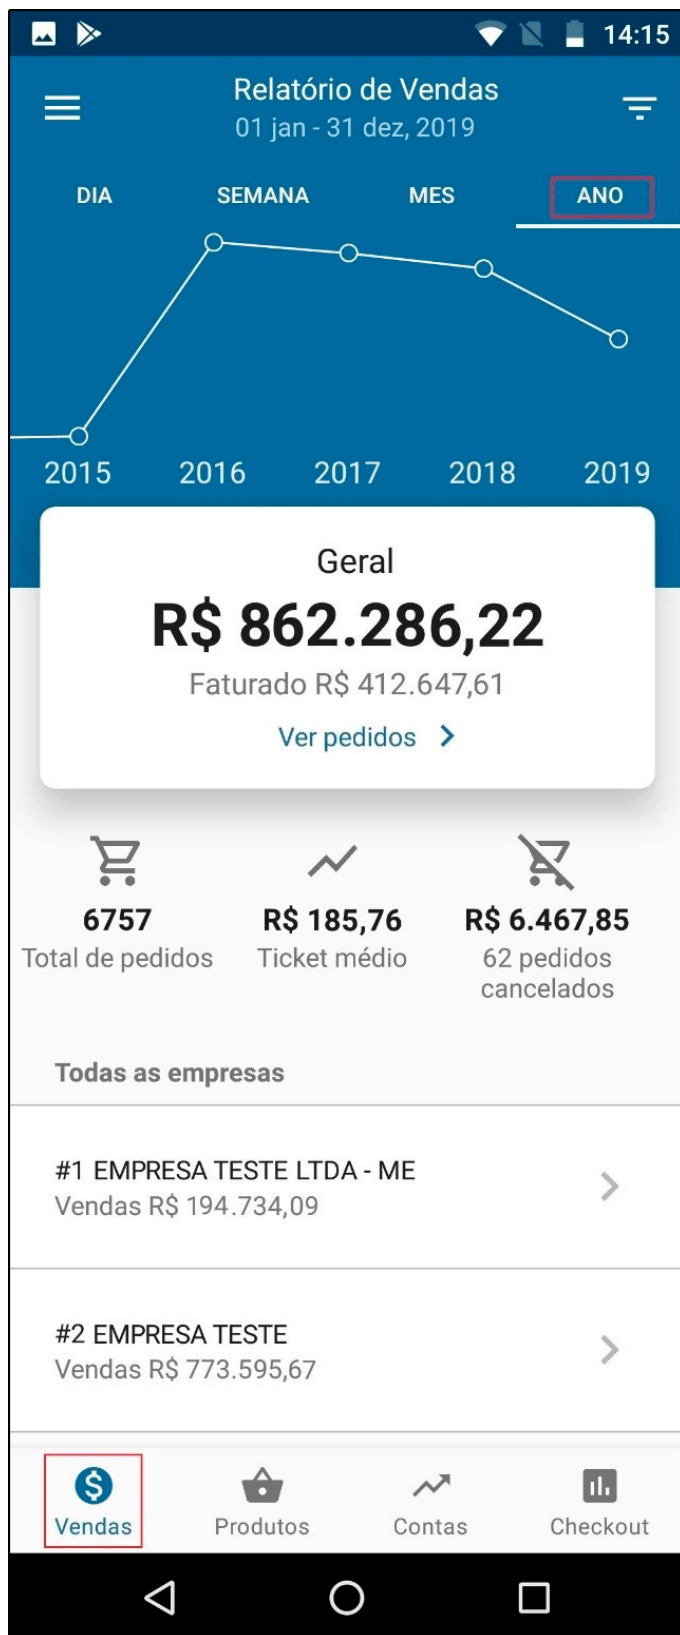 14:15
Relatório de Vendas
01 jan - 31 dez, 2019
DIA SEMANA MES ANO
2015 2016 2017 2018 2019
Geral
R$ 862.286,22
Faturado R$ 412.647,61
Ver pedidos
6757 R$ 185,76 R$ 6.467,85
Total de pedidos Ticket médio 62 pedidos
cancelados
Todas as empresas
#1 EMPRESA TESTE LTDA - ME
Vendas R$ 194.734,09
#2 EMPRESA TESTE
Vendas R$ 773.595,67
Vendas Produtos Contas Checkout